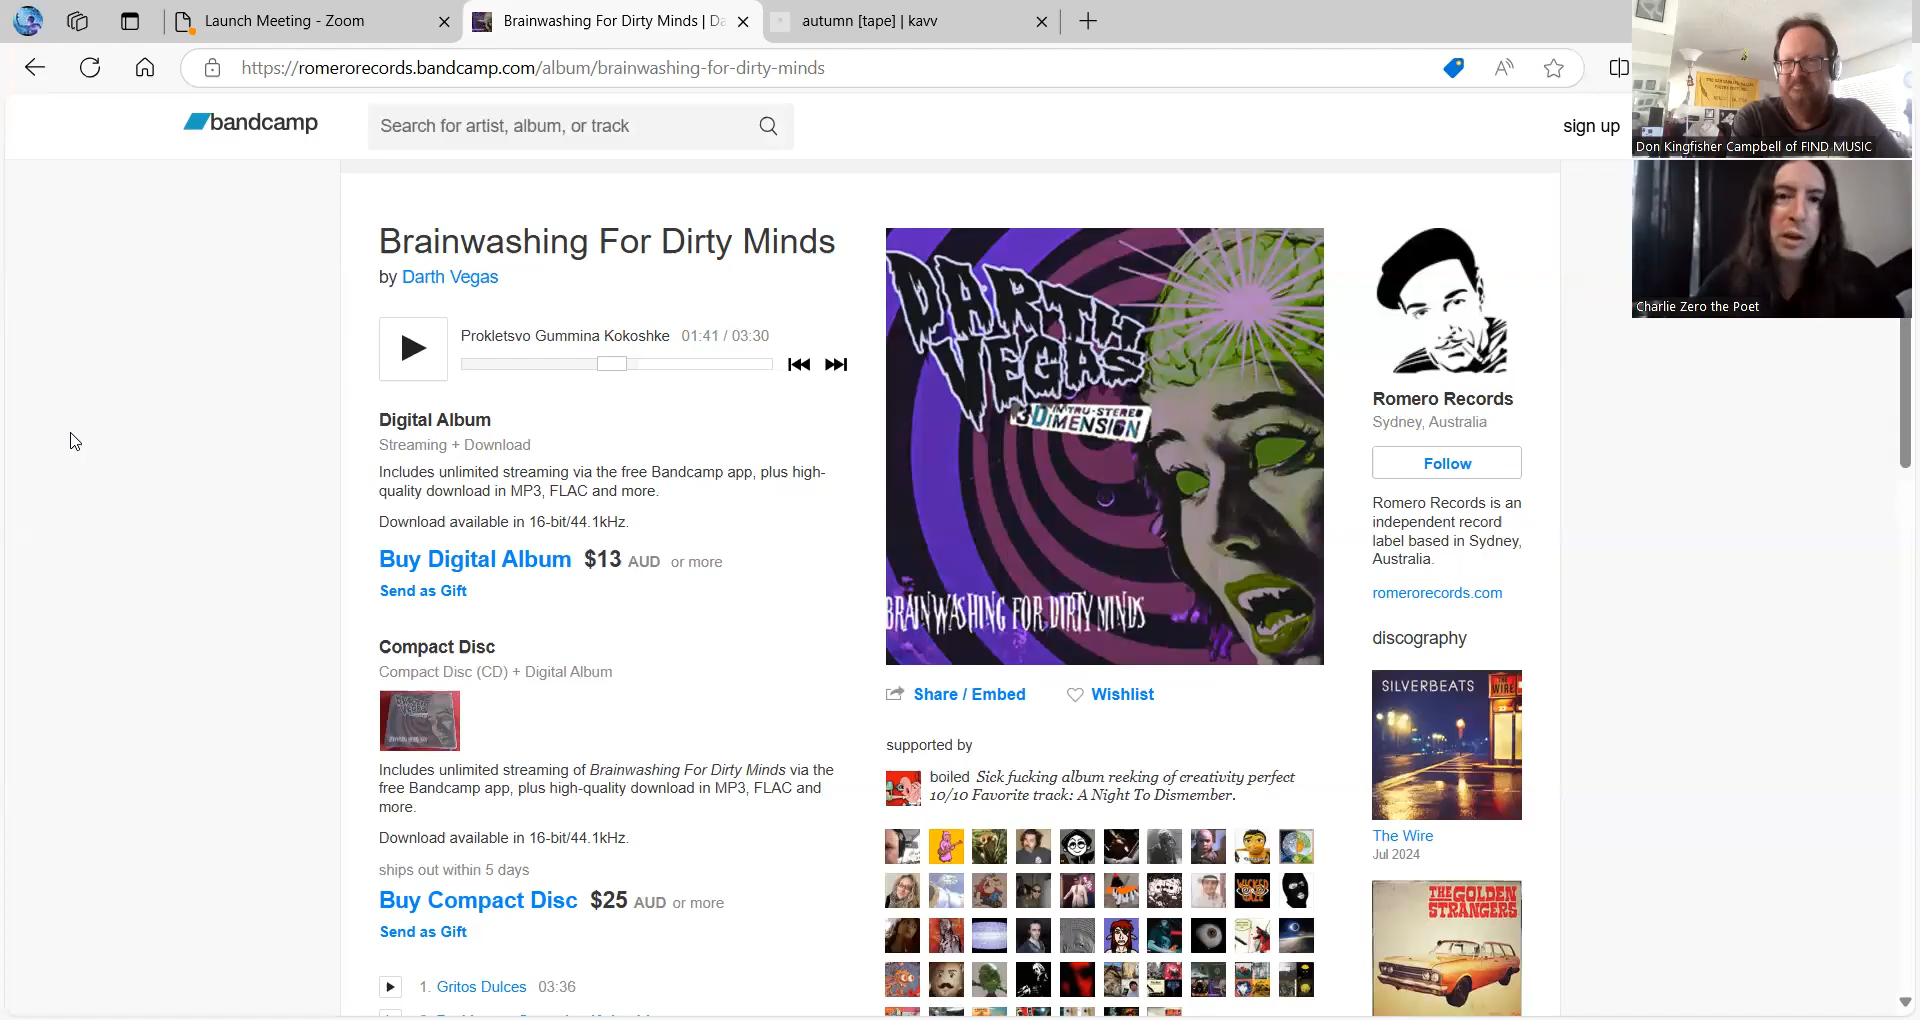 Launch Meeting - Zoom
Brainwashing For Dirty Minds | Da
autumn [tape] | kavv
https://romerorecords.bandcamp.com/album/brainwashing-for-dirty-minds
bandcamp
Search for artist, album, or track
sign up
Don Kingfisher Campbell of FIND MUSIC
Charlie Zero the Poet
Brainwashing For Dirty Minds
by Darth Vegas
Prokletsvo Gummina Kokoshke 01:41 / 03:30
Digital Album
Streaming + Download
Includes unlimited streaming via the free Bandcamp app, plus high-
quality download in MP3, FLAC and more.
Download available in 16-bit/44.1kHz.
Buy Digital Album $13 AUD or more
Send as Gift
Compact Disc
Compact Disc (CD) + Digital Album
Includes unlimited streaming of Brainwashing For Dirty Minds via the
free Bandcamp app, plus high-quality download in MP3, FLAC and
more.
Download available in 16-bit/44.1kHz.
ships out within 5 days
Buy Compact Disc $25 AUD or more
Send as Gift
1. Gritos Dulces 03:36
DARTH
VEGAS
IN TRU-STEREO
3DIMENSION
BRAINWASHING FOR DIRTY MINDS
Share / Embed
Wishlist
supported by
boiled Sick fucking album reeking of creativity perfect
10/10 Favorite track: A Night To Dismember.
Romero Records
Sydney, Australia
Follow
Romero Records is an
independent record
label based in Sydney,
Australia.
romerorecords.com
discography
SILVERBEATS
THE
WIRE
The Wire
Jul 2024
THE GOLDEN
STRANGERS